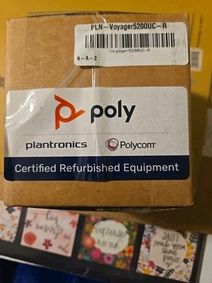 PLN-Voyager5200UC-R
Voyager5200UC-R
R-A-2
poly
plantronics
Polycom
Certified Refurbished Equipment